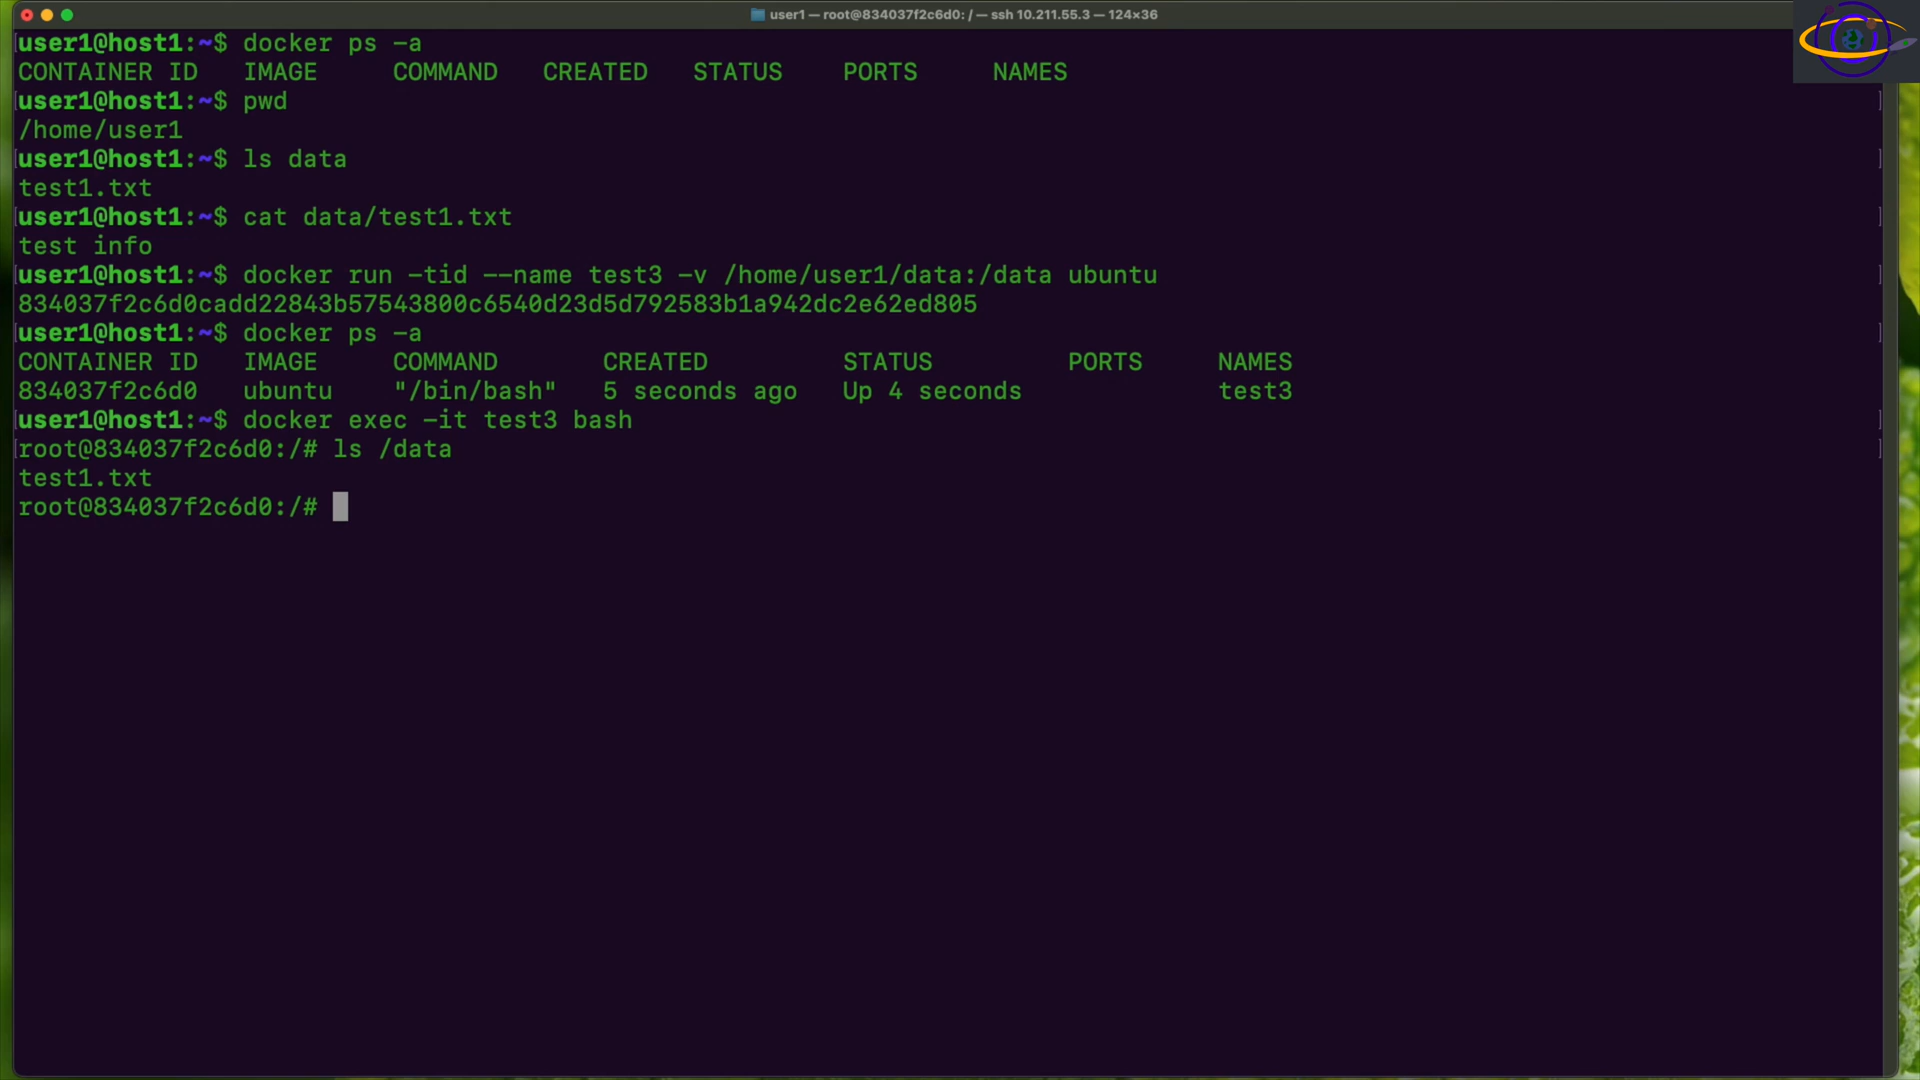 user1 — root@834037f2c6d0: / — ssh 10.211.55.3 — 124×36
[user1@host1:~$ docker ps -a
CONTAINER ID   IMAGE     COMMAND   CREATED   STATUS    PORTS     NAMES
[user1@host1:~$ pwd ]
/home/user1
[user1@host1:~$ ls data ]
test1.txt
[user1@host1:~$ cat data/test1.txt ]
test info
[user1@host1:~$ docker run -tid --name test3 -v /home/user1/data:/data ubuntu ]
834037f2c6d0cadd22843b57543800c6540d23d5d792583b1a942dc2e62ed805
[user1@host1:~$ docker ps -a ]
CONTAINER ID   IMAGE     COMMAND       CREATED         STATUS         PORTS     NAMES
834037f2c6d0   ubuntu    "/bin/bash"   5 seconds ago   Up 4 seconds             test3
[user1@host1:~$ docker exec -it test3 bash ]
[root@834037f2c6d0:/# ls /data ]
test1.txt
root@834037f2c6d0:/#